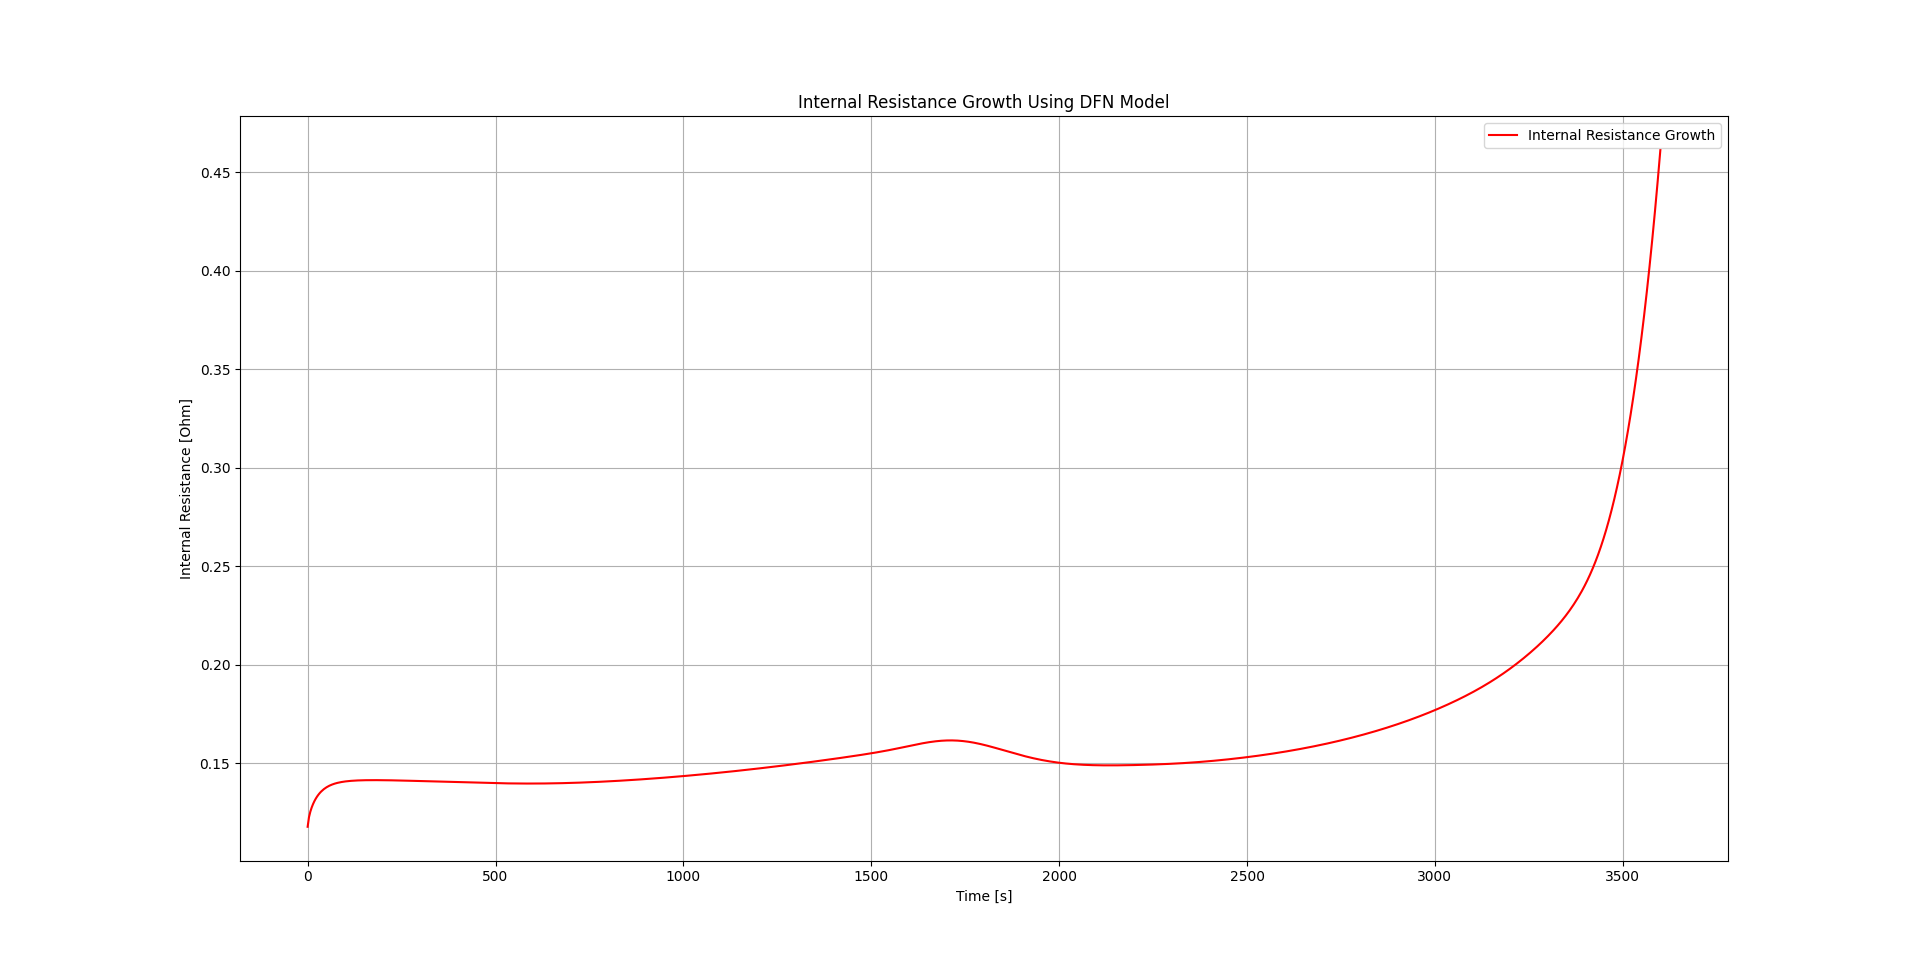 Internal Resistance Growth Using DFN Model
Internal Resistance Growth
0.45
0.40
0.35
0.30
0.25
0.20
0.15
Internal Resistance [Ohm]
0 500 1000 1500 2000 2500 3000 3500
Time [s]